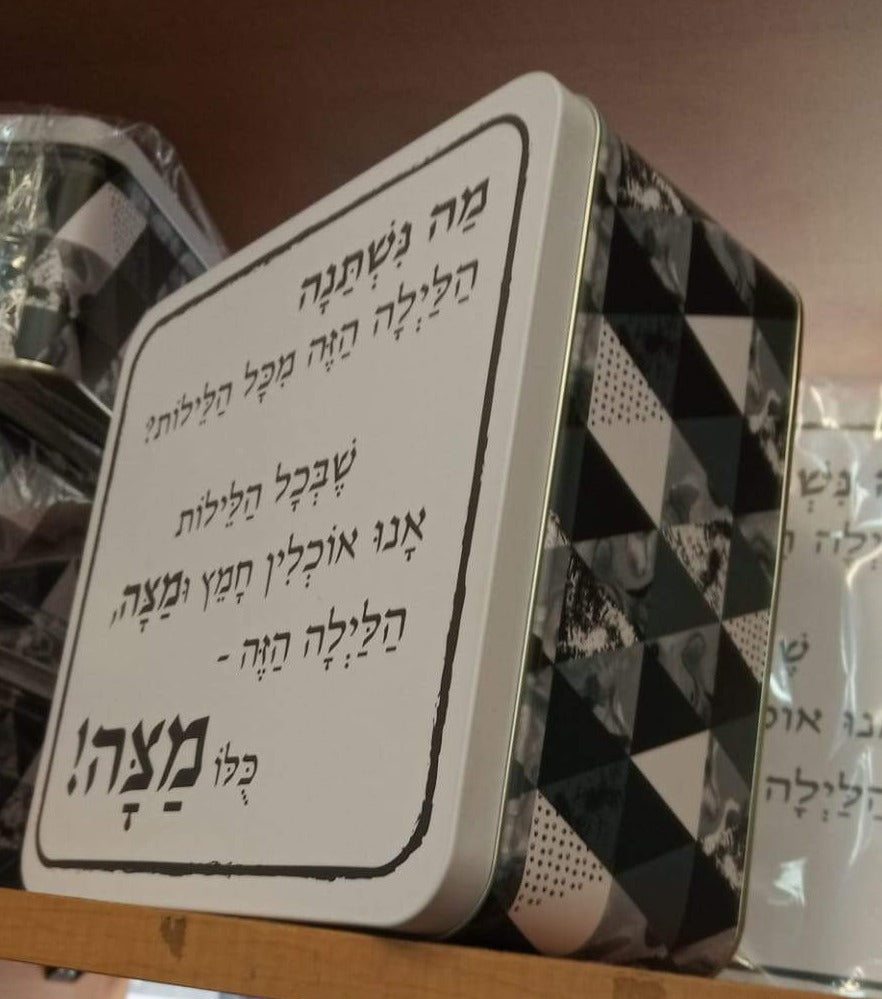 מַה נִּשְׁתַּנָּה
הַלַּיְלָה הַזֶּה מִכָּל הַלֵּילוֹת?
שֶׁבְּכָל הַלֵּילוֹת
אָנוּ אוֹכְלִין חָמֵץ וּמַצָּה,
הַלַּיְלָה הַזֶּה -
כֻּלּוֹ מַצָּה!